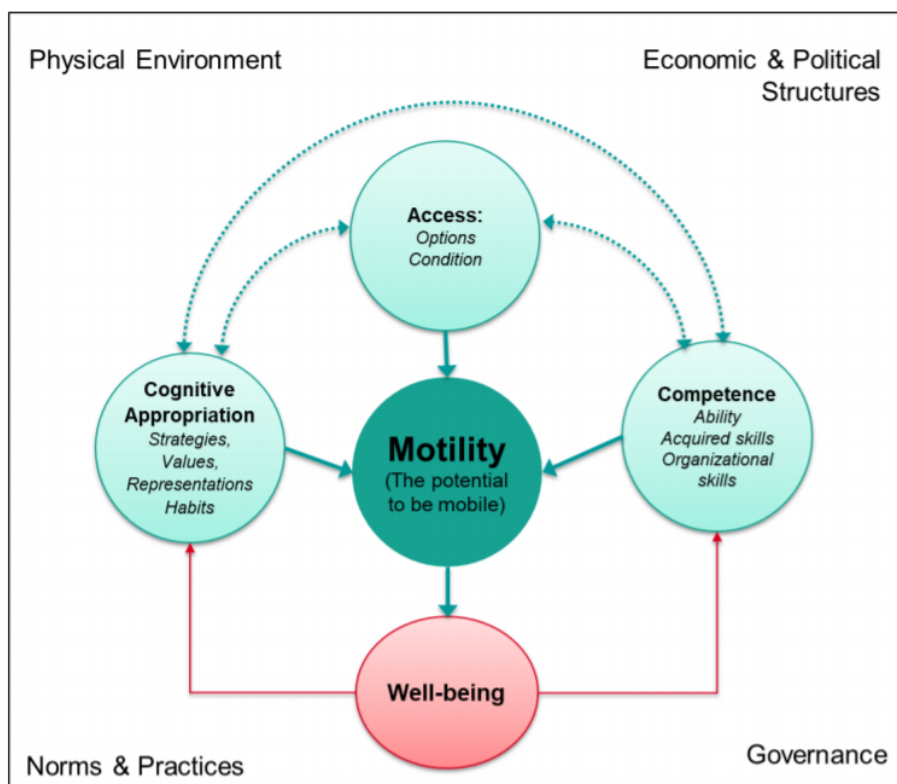 Physical Environment
Economic & Political
Structures
Access:
Options
Condition
Cognitive
Appropriation
Strategies,
Values,
Representations
Habits
Motility
(The potential
to be mobile)
Competence
Ability
Acquired skills
Organizational
skills
Well-being
Norms & Practices
Governance